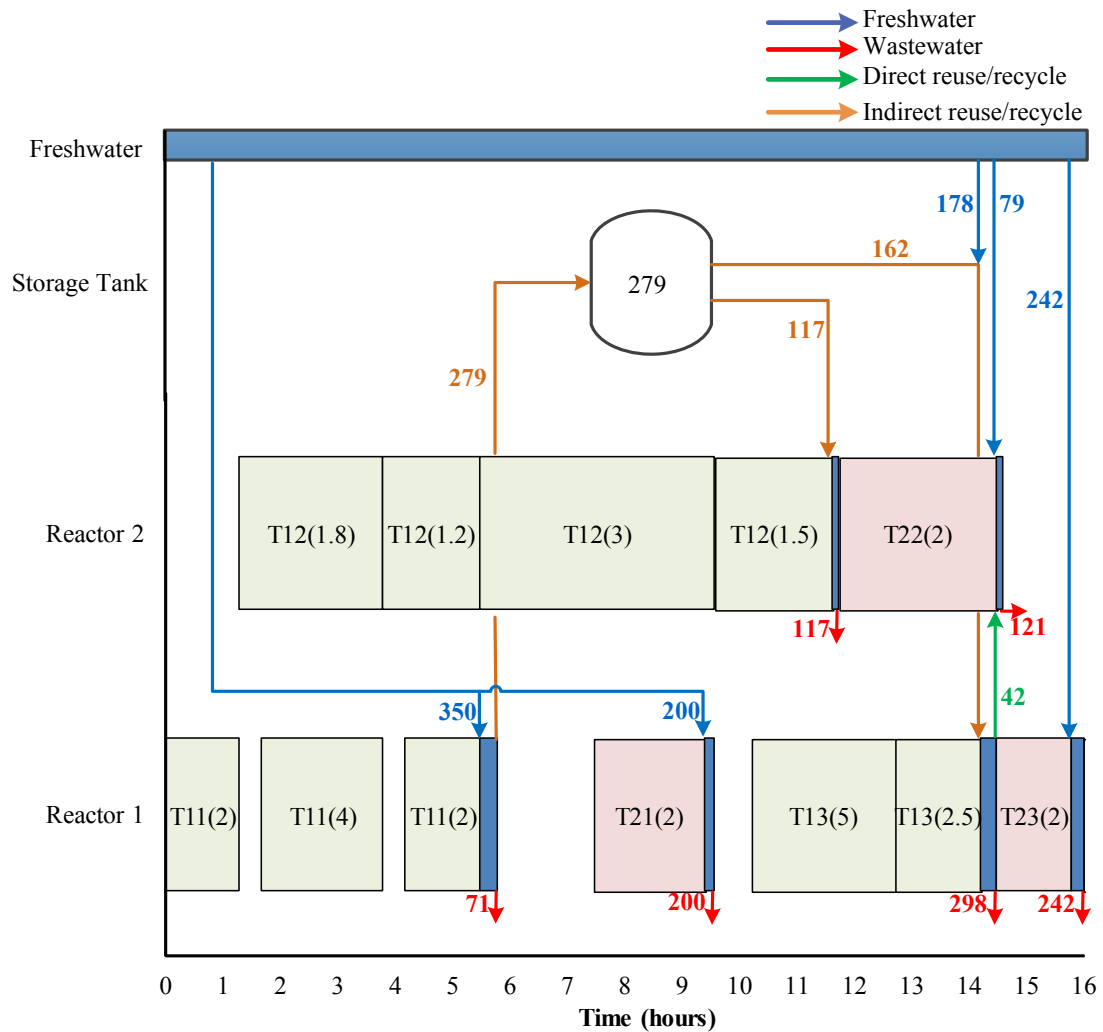 Freshwater
Wastewater
Direct reuse/recycle
Indirect reuse/recycle
Freshwater
178
79
162
Storage Tank
279
242
117
279
Reactor 2
T12(1.8)
T12(1.2)
T12(3)
T12(1.5)
T22(2)
117
121
42
350
200
Reactor 1
T11(2)
T11(4)
T11(2)
T21(2)
T13(5)
T13(2.5)
T23(2)
71
200
298
242
0 1 2 3 4 5 6 7 8 9 10 11 12 13 14 15 16
Time (hours)